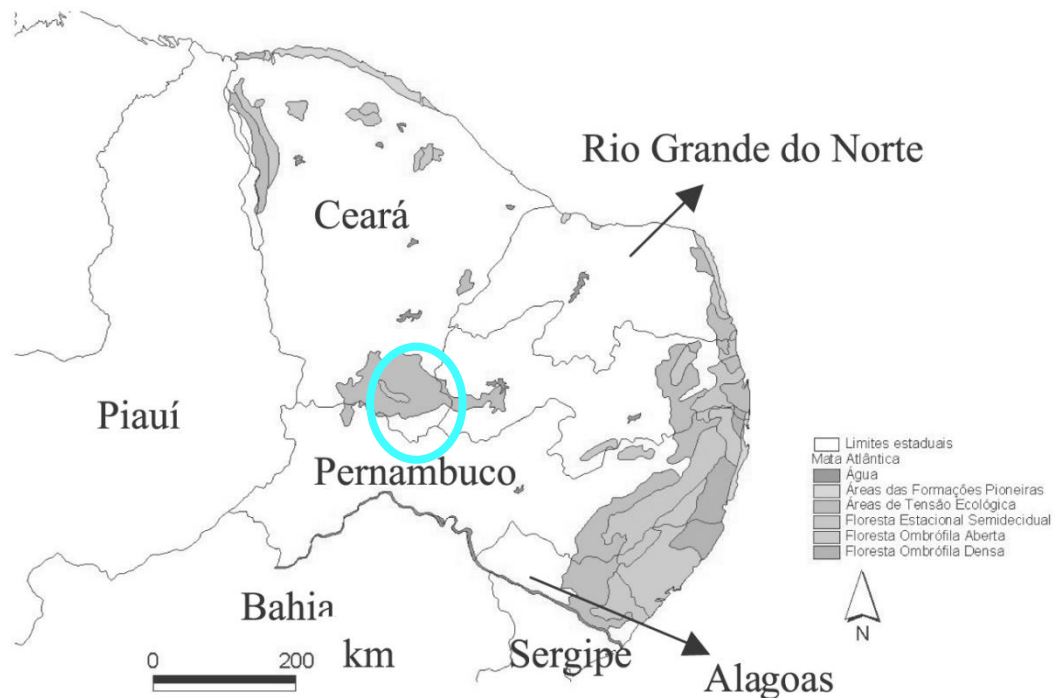 Rio Grande do Norte
Ceará
Piauí
Pernambuco
Limites estaduais
Mata Atlântica
Água
Áreas das Formações Pioneiras
Áreas de Tensão Ecológica
Floresta Estacional Semidecidual
Floresta Ombrófila Aberta
Floresta Ombrófila Densa
N
Bahia
0 200 km
Sergipe
Alagoas